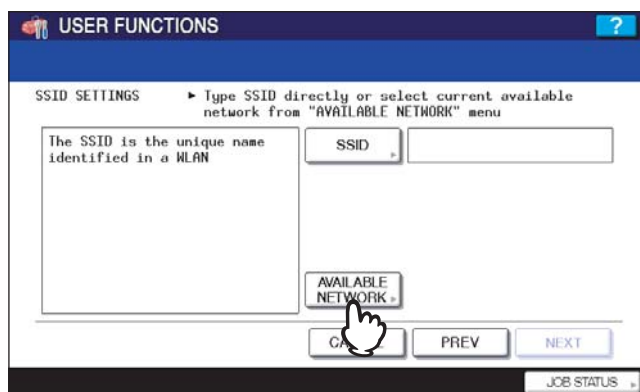 USER FUNCTIONS
?
SSID SETTINGS ► Type SSID directly or select current available
network from "AVAILABLE NETWORK" menu
The SSID is the unique name
identified in a WLAN
SSID
AVAILABLE
NETWORK
PREV
NEXT
JOB STATUS